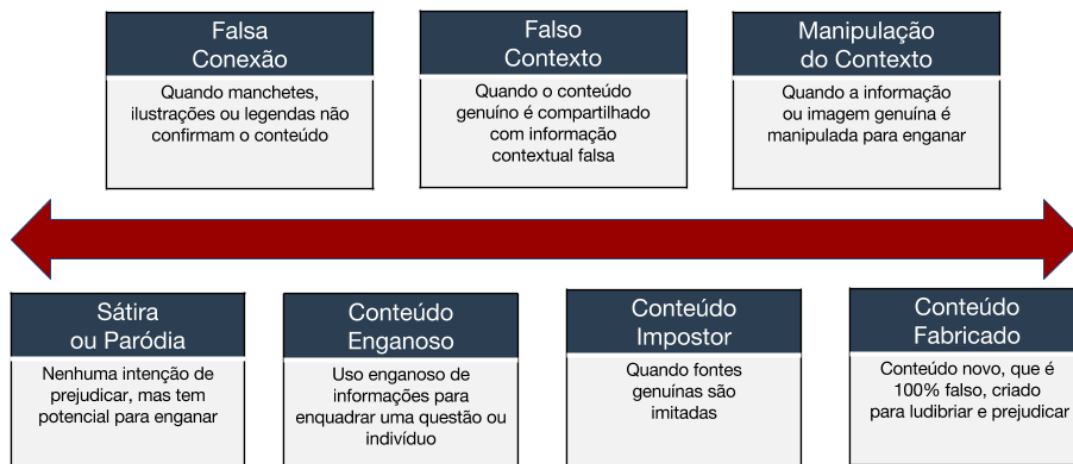 Falsa
Conexão
Quando manchetes,
ilustrações ou legendas não
confirmam o conteúdo
Falso
Contexto
Quando o conteúdo
genuíno é compartilhado
com informação
contextual falsa
Manipulação
do Contexto
Quando a informação
ou imagem genuína é
manipulada para enganar
Sátira
ou Paródia
Nenhuma intenção de
prejudicar, mas tem
potencial para enganar
Conteúdo
Enganoso
Uso enganoso de
informações para
enquadrar uma questão ou
indivíduo
Conteúdo
Impostor
Quando fontes
genuínas são
imitadas
Conteúdo
Fabricado
Conteúdo novo, que é
100% falso, criado
para ludibriar e prejudicar